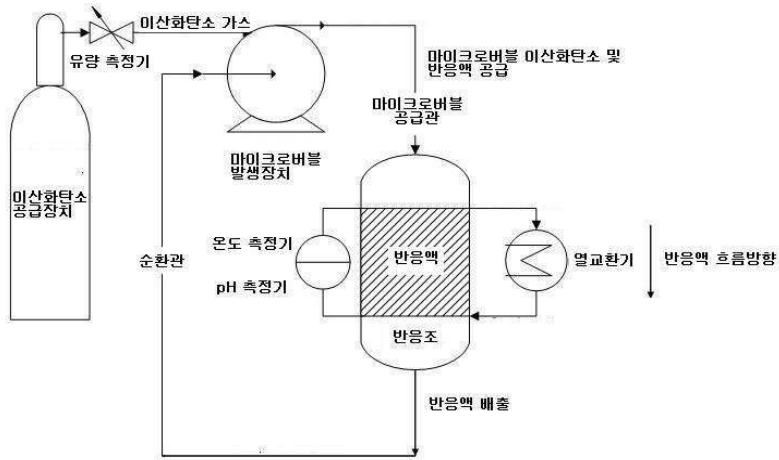 이산화탄소 가스
유량 측정기
마이크로버블 이산화탄소 및
반응액 공급
마이크로버블
공급관
마이크로버블
발생장치
이산화탄소
공급장치
순환관
온도 측정기
pH 측정기
반응액
열교환기
반응액 흐름방향
반응조
반응액 배출